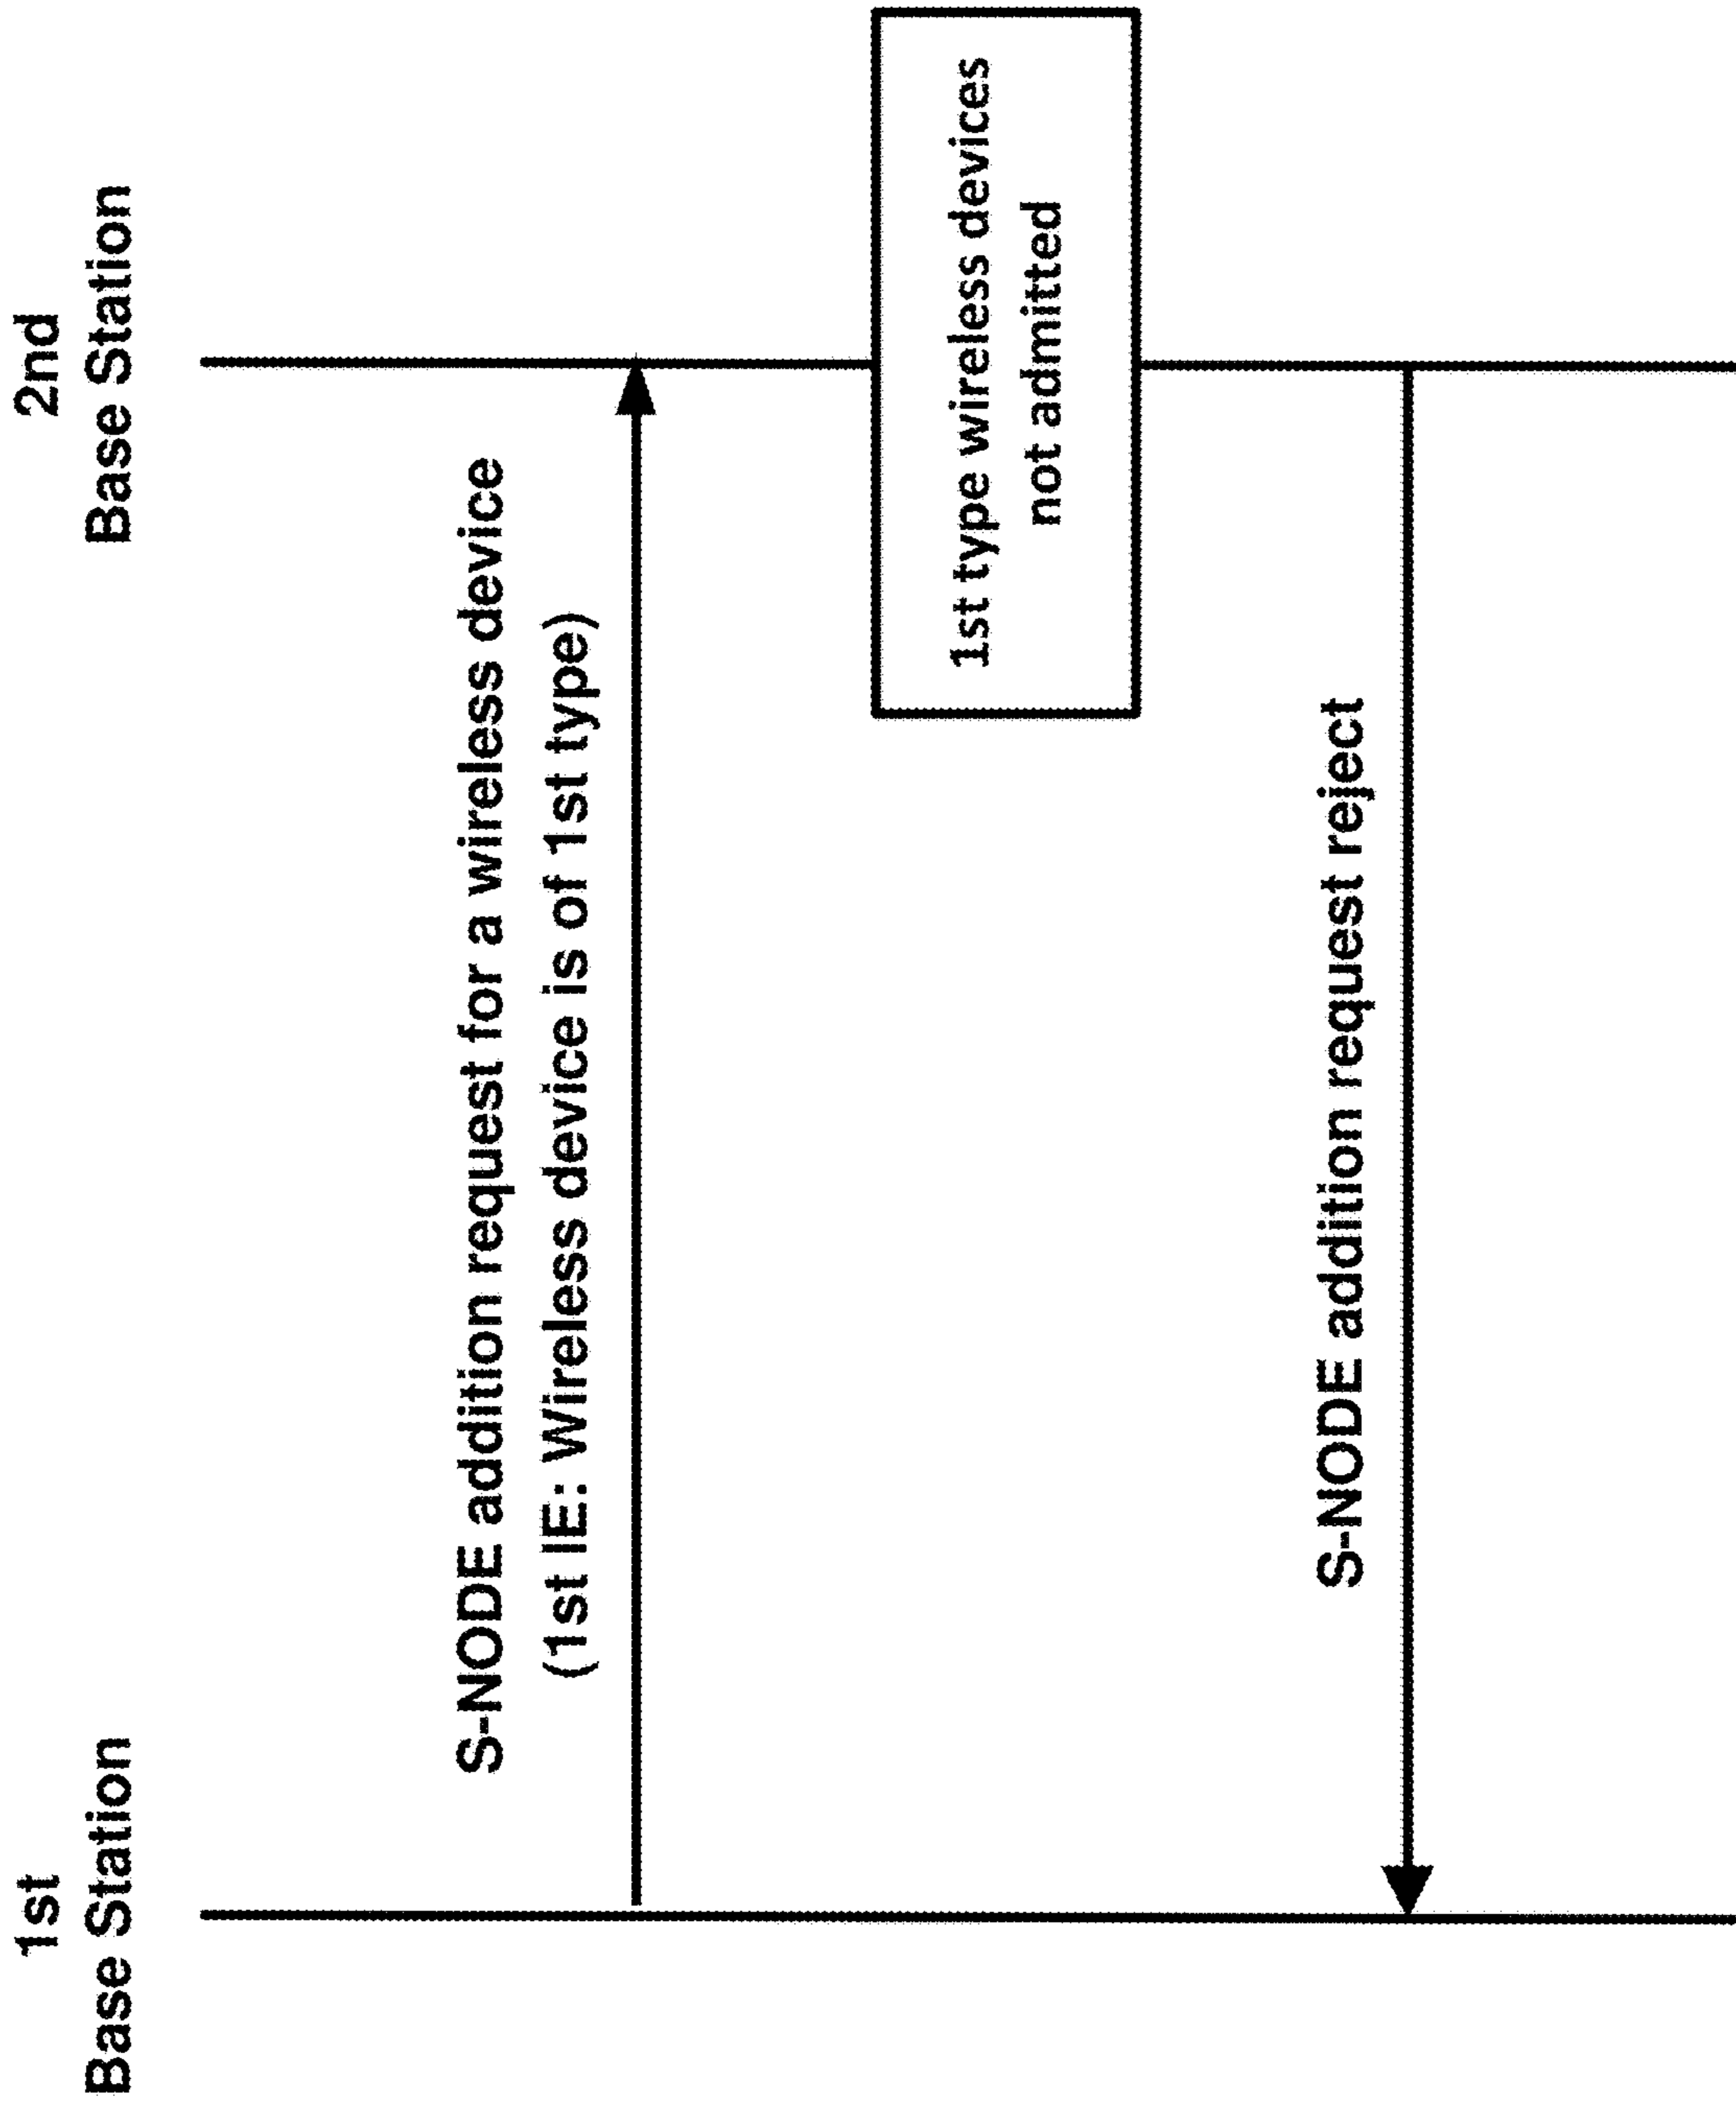 1st
Base Station
2nd
Base Station
S-NODE addition request for a wireless device
(1st IE: Wireless device is of 1st type)
1st type wireless devices
not admitted
S-NODE addition request reject